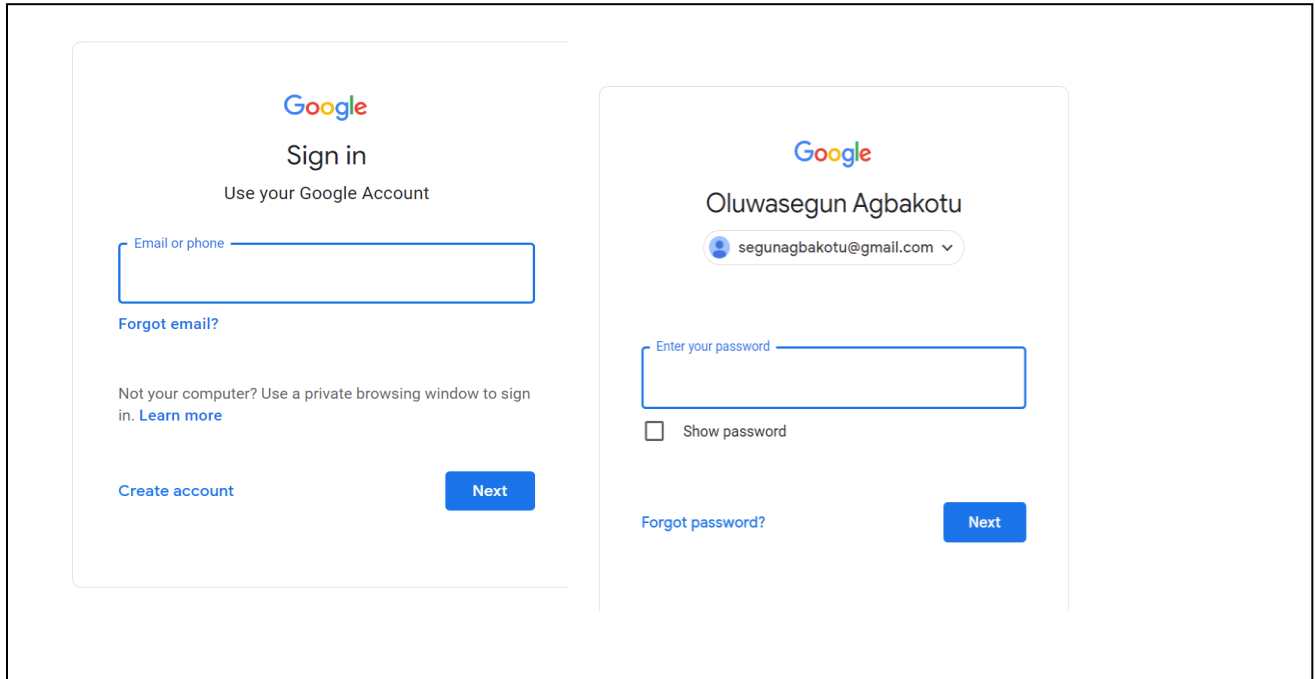 Google
Sign in
Use your Google Account
Email or phone
Forgot email?
Not your computer? Use a private browsing window to sign
in. Learn more
Create account
Next
Google
Oluwasegun Agbakotu
segunagbakotu@gmail.com
Enter your password
Show password
Forgot password?
Next